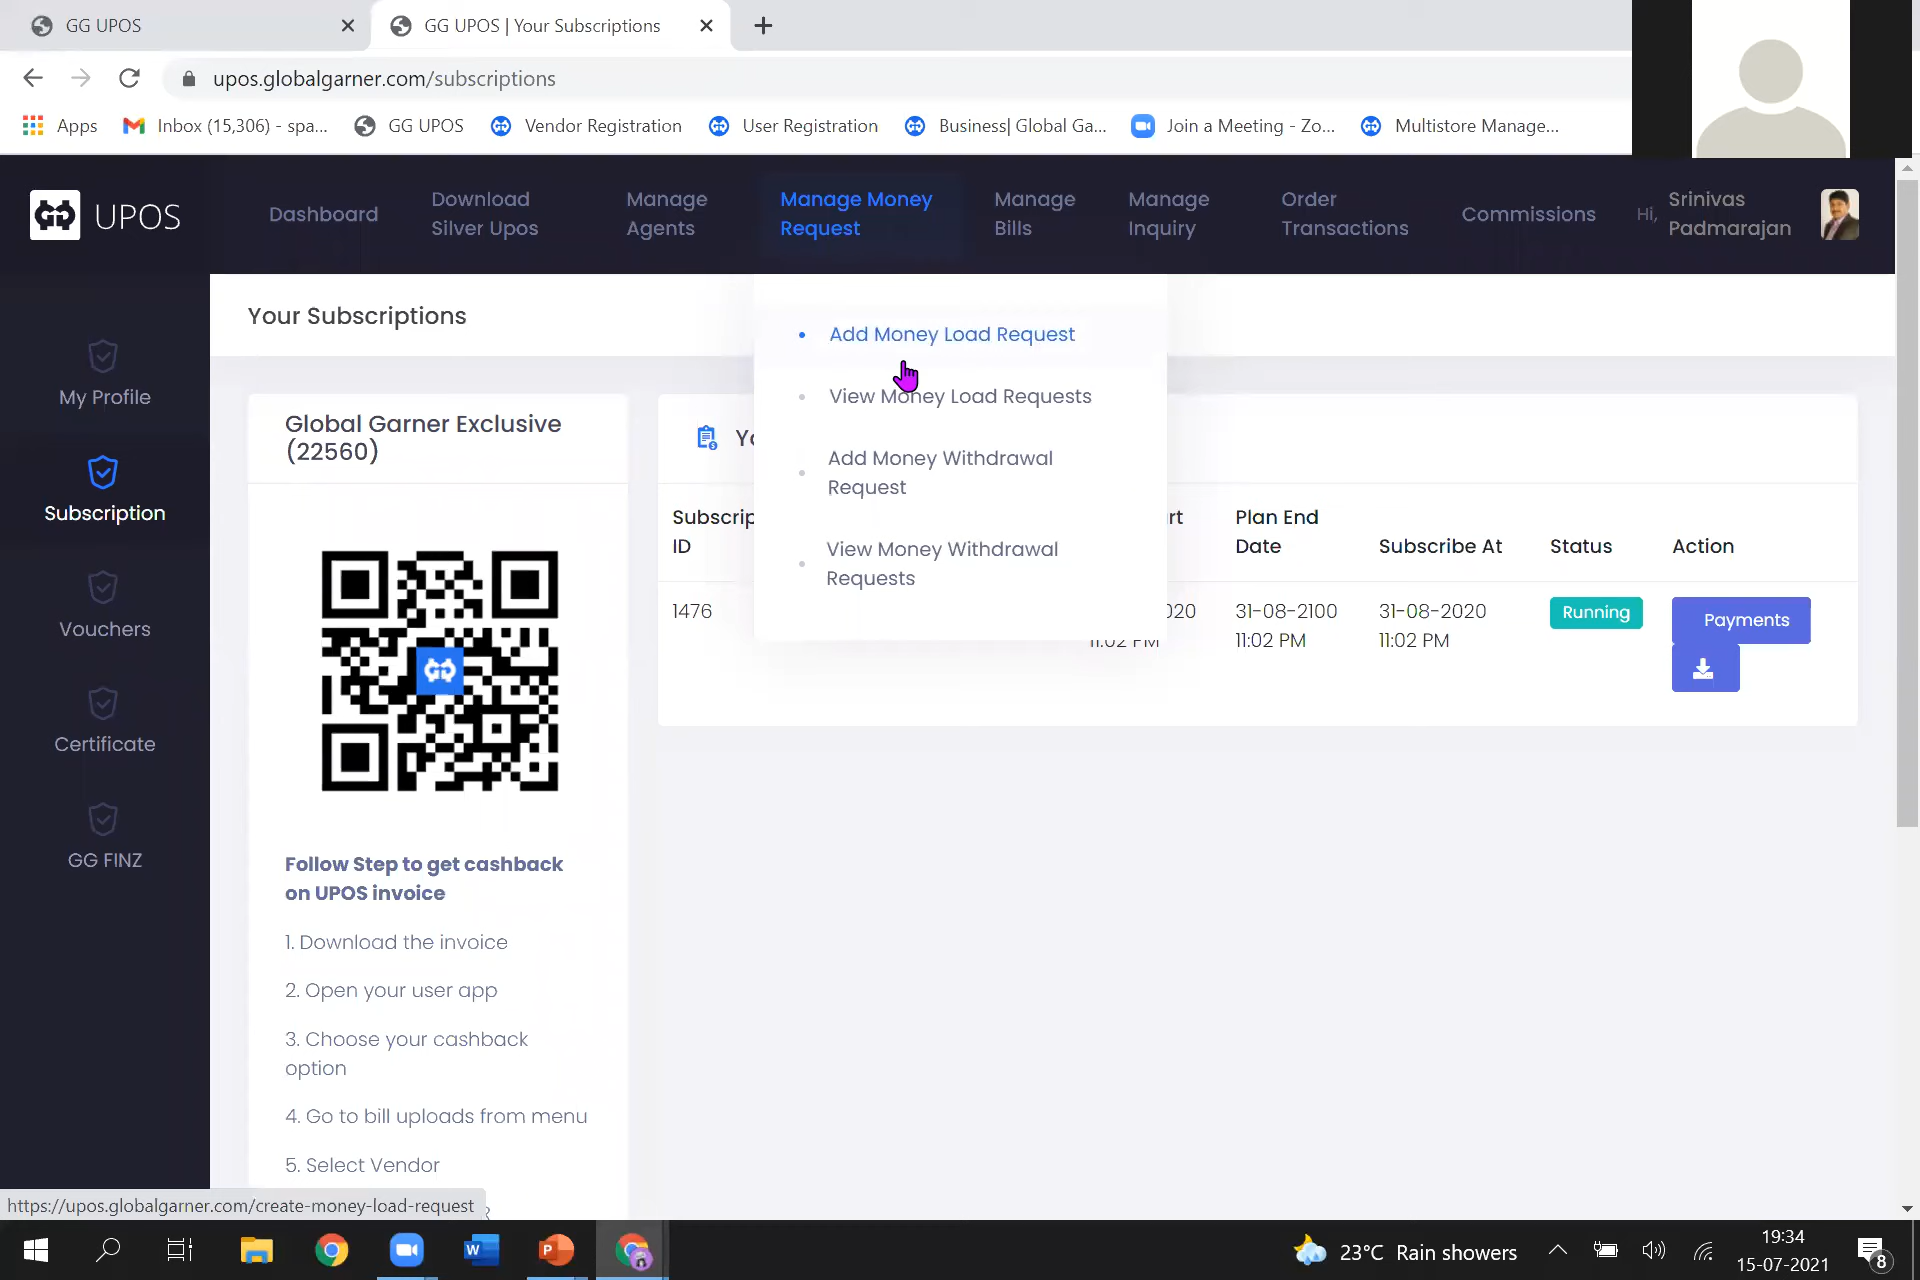 GG UPOS
GG UPOS | Your Subscriptions
upos.globalgarner.com/subscriptions
Apps
Inbox (15,306) - spa...
GG UPOS
Vendor Registration
User Registration
Business| Global Ga...
Join a Meeting - Zo...
Multistore Manage...
UPOS
Dashboard
Download
Silver Upos
Manage
Agents
Manage Money
Request
Manage
Bills
Manage
Inquiry
Order
Transactions
Commissions
Hi,
Srinivas
Padmarajan
Your Subscriptions
Add Money Load Request
View Money Load Requests
Add Money Withdrawal
Request
View Money Withdrawal
Requests
My Profile
Subscription
Vouchers
Certificate
GG FINZ
Global Garner Exclusive
(22560)
Follow Step to get cashback
on UPOS invoice
1. Download the invoice
2. Open your user app
3. Choose your cashback
option
4. Go to bill uploads from menu
5. Select Vendor
Subscrip
ID
Plan End
Date
Subscribe At
Status
Action
1476
020
11:02 PM
31-08-2100
11:02 PM
31-08-2020
11:02 PM
Running
Payments
https://upos.globalgarner.com/create-money-load-request
23°C Rain showers
19:34
15-07-2021
8